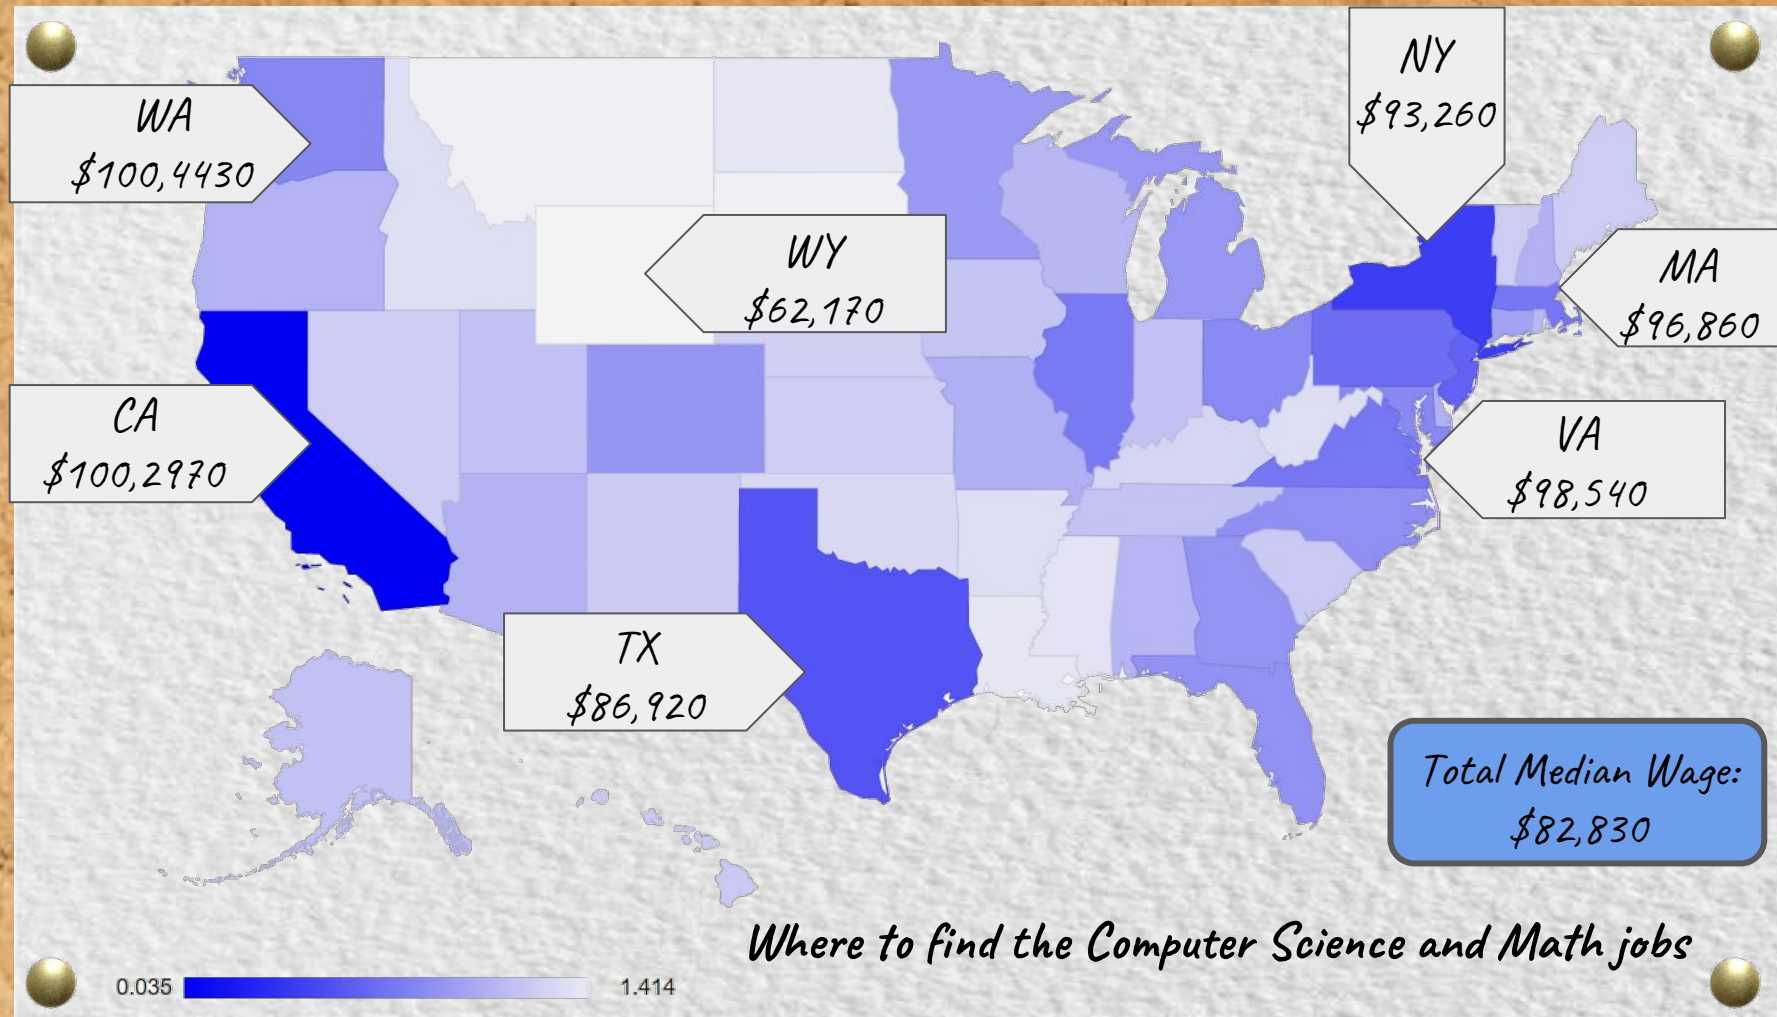 WA
$100,4430
NY
$93,260
WY
$62,170
MA
$96,860
CA
$100,2970
VA
$98,540
TX
$86,920
Total Median Wage:
$82,830
Where to find the Computer Science and Math jobs
0.035
1.414